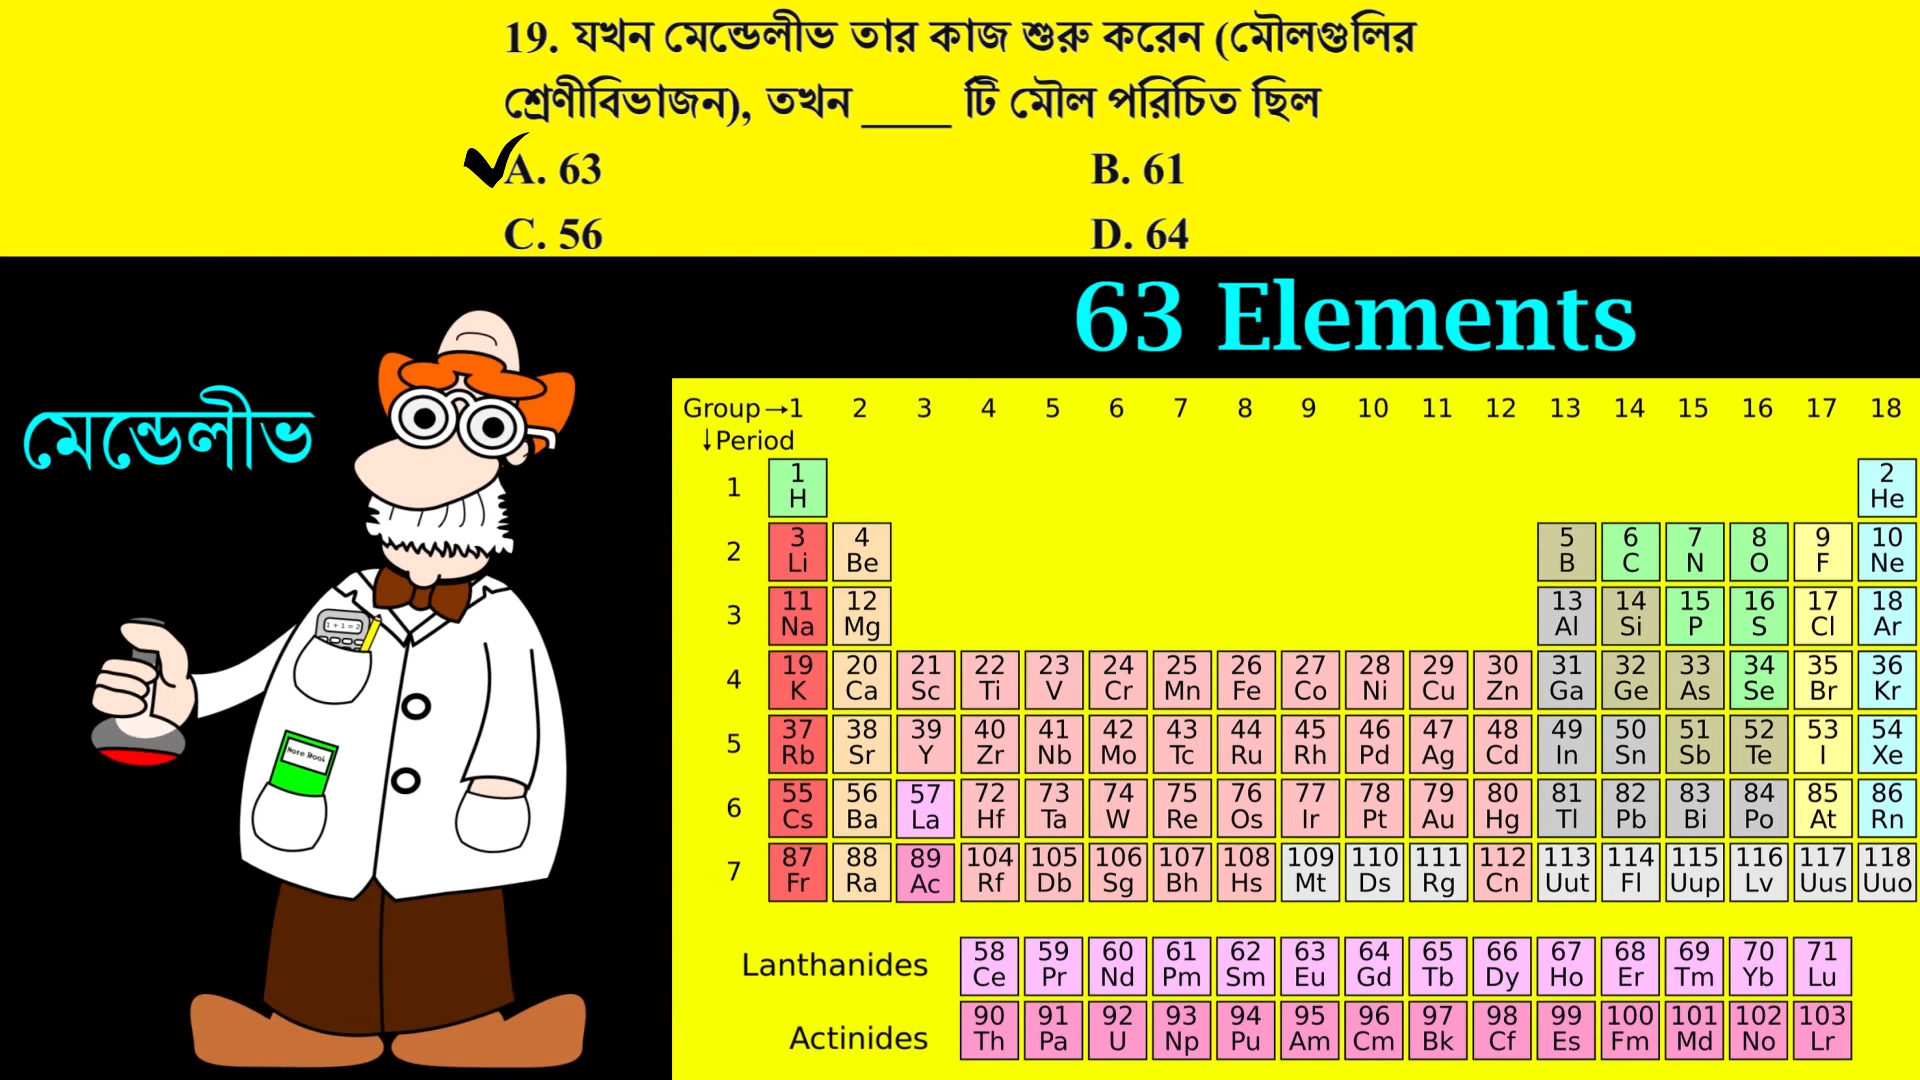 19. যখন মেন্ডেলীভ তার কাজ শুরু করেন (মৌলগুলির
শ্রেণীবিভাজন), তখন ____ টি মৌল পরিচিত ছিল
A. 63 B. 61
C. 56 D. 64
63 Elements
মেন্ডেলীভ
1 + 1 = 2
Note Book
Group →1 2 3 4 5 6 7 8 9 10 11 12 13 14 15 16 17 18
↓Period
1 2
1 H He
3 4 5 6 7 8 9 10
2 Li Be B C N O F Ne
11 12 13 14 15 16 17 18
3 Na Mg Al Si P S Cl Ar
19 20 21 22 23 24 25 26 27 28 29 30 31 32 33 34 35 36
4 K Ca Sc Ti V Cr Mn Fe Co Ni Cu Zn Ga Ge As Se Br Kr
37 38 39 40 41 42 43 44 45 46 47 48 49 50 51 52 53 54
5 Rb Sr Y Zr Nb Mo Tc Ru Rh Pd Ag Cd In Sn Sb Te I Xe
55 56 57 72 73 74 75 76 77 78 79 80 81 82 83 84 85 86
6 Cs Ba La Hf Ta W Re Os Ir Pt Au Hg Tl Pb Bi Po At Rn
87 88 89 104 105 106 107 108 109 110 111 112 113 114 115 116 117 118
7 Fr Ra Ac Rf Db Sg Bh Hs Mt Ds Rg Cn Uut Fl Uup Lv Uus Uuo
58 59 60 61 62 63 64 65 66 67 68 69 70 71
Lanthanides Ce Pr Nd Pm Sm Eu Gd Tb Dy Ho Er Tm Yb Lu
90 91 92 93 94 95 96 97 98 99 100 101 102 103
Actinides Th Pa U Np Pu Am Cm Bk Cf Es Fm Md No Lr